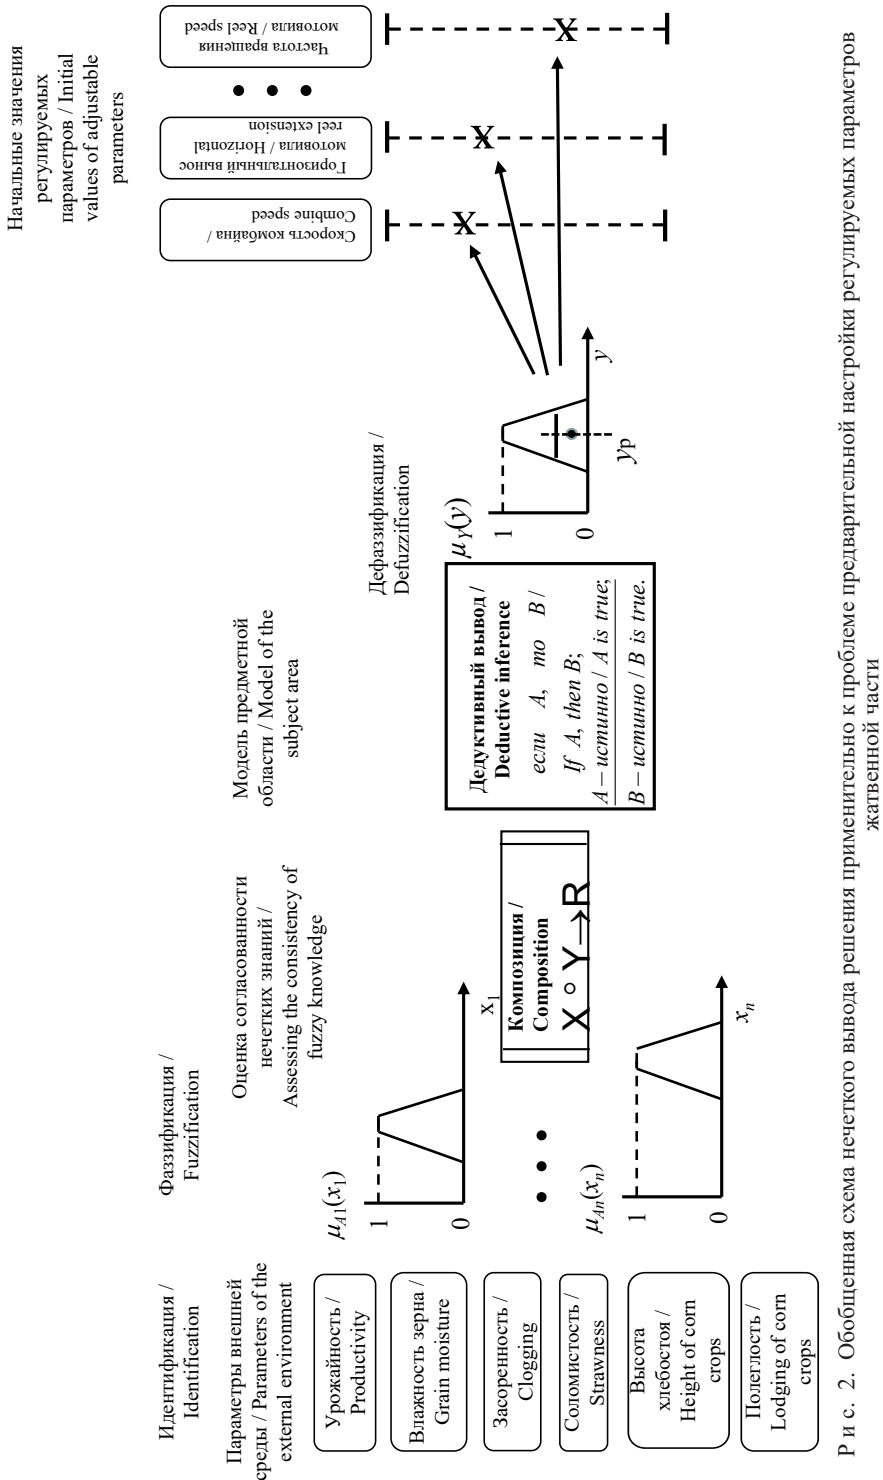 Идентификация /
Identification
Параметры внешней
среды / Parameters of the
external environment
Урожайность /
Productivity
Влажность зерна /
Grain moisture
Засоренность /
Clogging
Соломистость /
Strawness
Высота
хлебостоя /
Height of corn
crops
Полеглость /
Lodging of corn
crops
Фаззификация /
Fuzzification
μA1(x1)
1
0
x1
μAn(xn)
1
0
xn
Оценка согласованности
нечетких знаний /
Assessing the consistency of
fuzzy knowledge
Композиция /
Composition
X ∘ Y→R
Модель предметной
области / Model of the
subject area
Дедуктивный вывод /
Deductive inference
если A, то B /
If A, then B;
A – истинно / A is true;
B – истинно / B is true.
Дефаззификация /
Defuzzification
μY(y)
1
0
yр
y
Начальные значения
регулируемых
параметров / Initial
values of adjustable
parameters
Скорость комбайна /
Combine speed
Горизонтальный вынос
мотовила / Horizontal
reel extension
Частота вращения
мотовила / Reel speed
X
X
X
Р и с. 2. Обобщенная схема нечеткого вывода решения применительно к проблеме предварительной настройки регулируемых параметров
жатвенной части